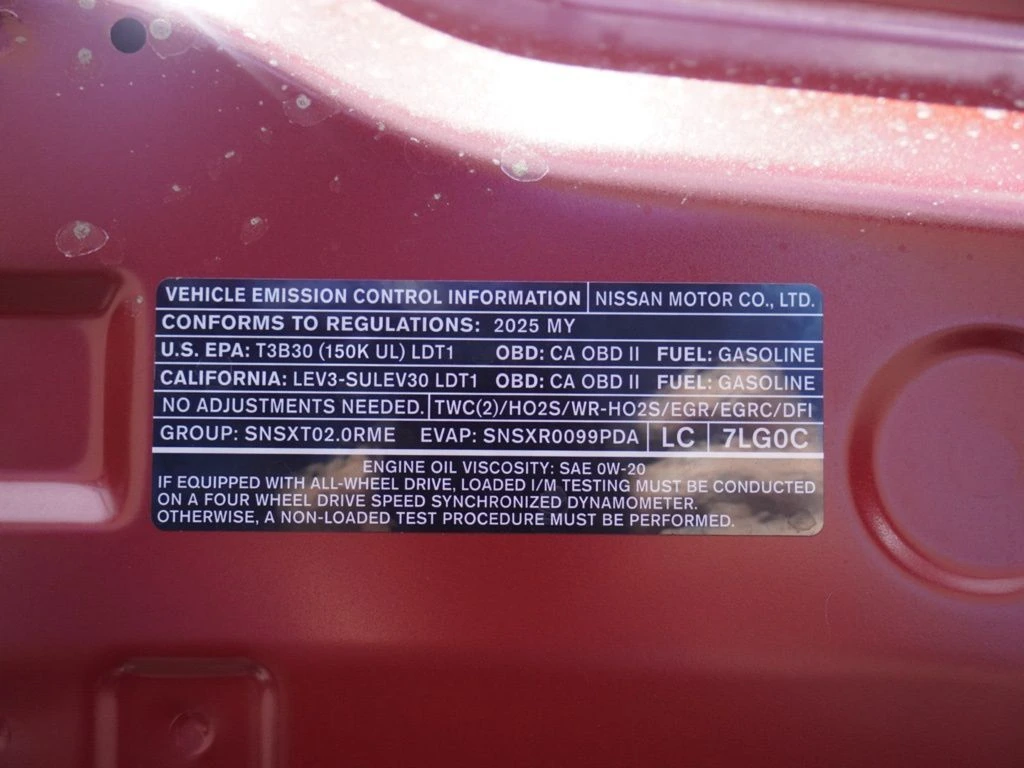 VEHICLE EMISSION CONTROL INFORMATION NISSAN MOTOR CO., LTD.
CONFORMS TO REGULATIONS: 2025 MY
U.S. EPA: T3B30 (150K UL) LDT1 OBD: CA OBD II FUEL: GASOLINE
CALIFORNIA: LEV3-SULEV30 LDT1 OBD: CA OBD II FUEL: GASOLINE
NO ADJUSTMENTS NEEDED. TWC(2)/HO2S/WR-HO2S/EGR/EGRC/DFI
GROUP: SNSXT02.0RME EVAP: SNSXR0099PDA LC 7LG0C
ENGINE OIL VISCOSITY: SAE 0W-20
IF EQUIPPED WITH ALL-WHEEL DRIVE, LOADED I/M TESTING MUST BE CONDUCTED
ON A FOUR WHEEL DRIVE SPEED SYNCHRONIZED DYNAMOMETER.
OTHERWISE, A NON-LOADED TEST PROCEDURE MUST BE PERFORMED.